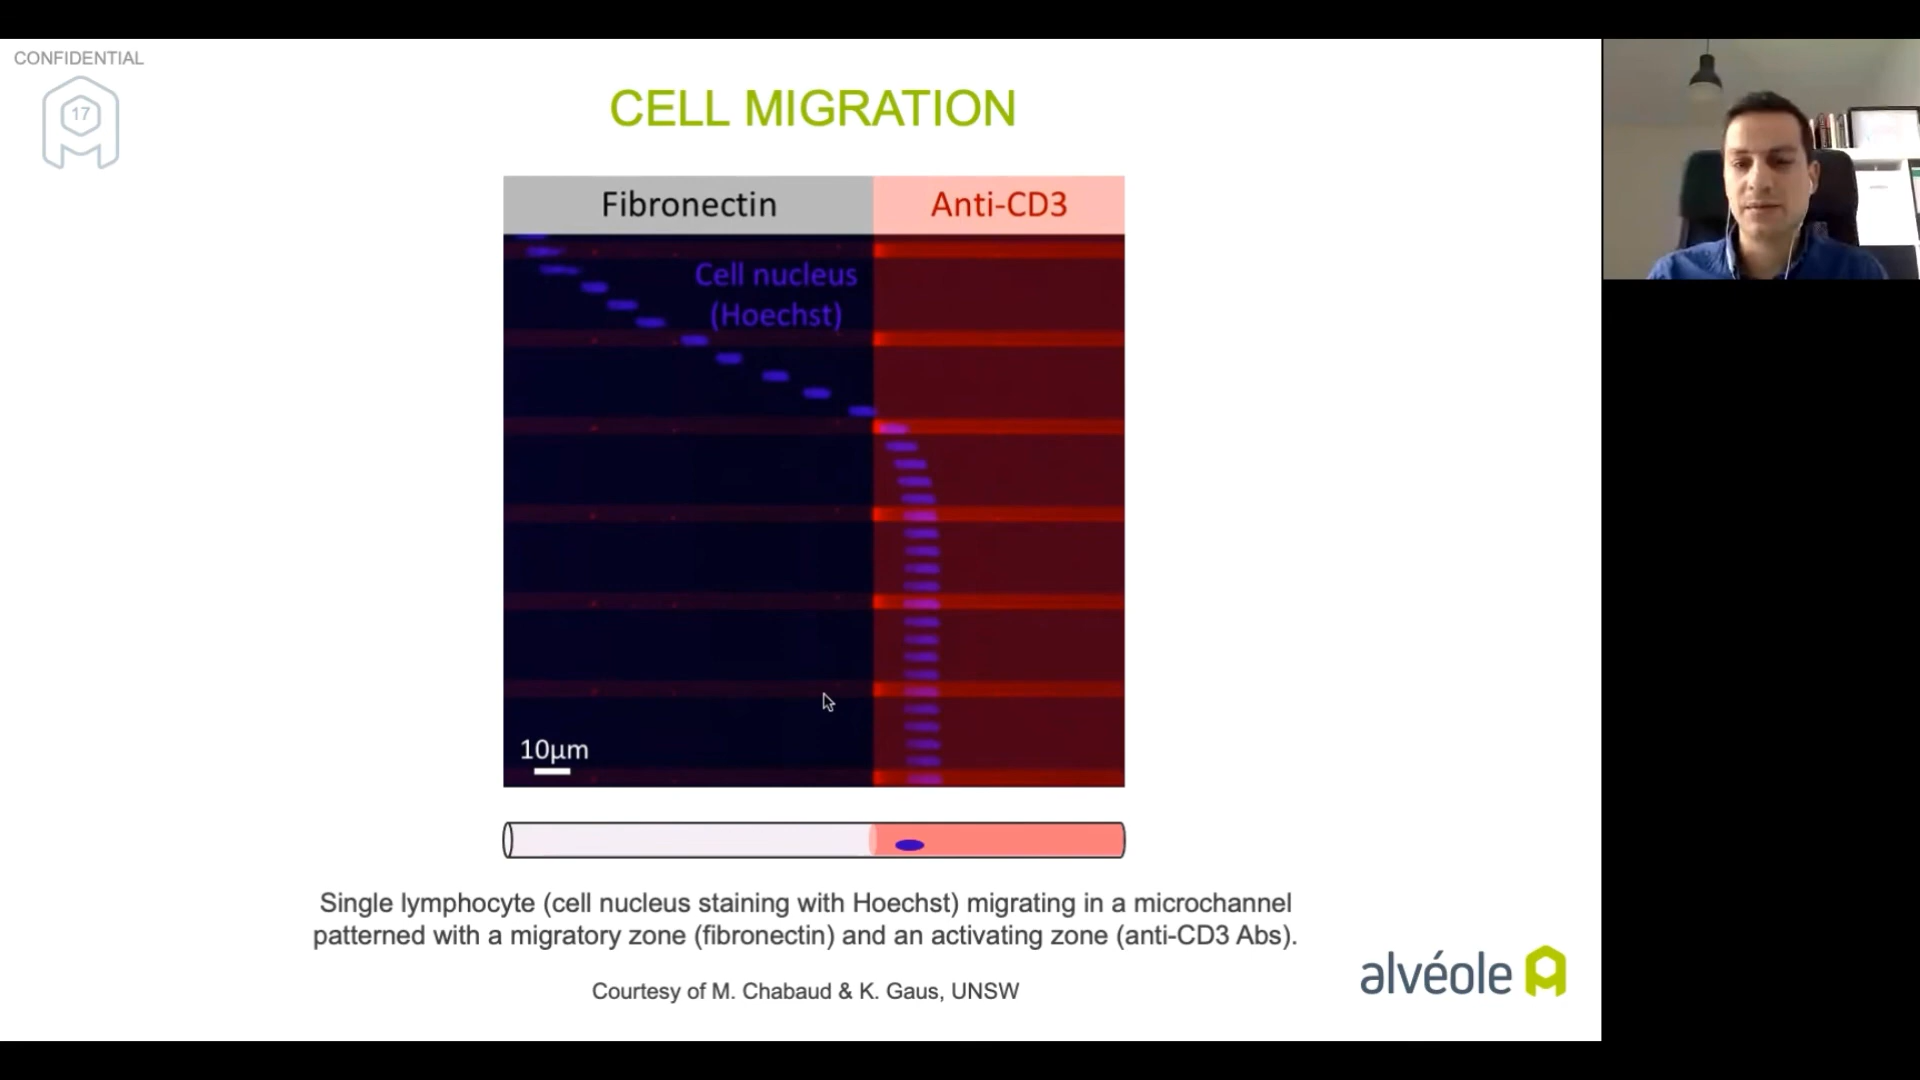 CONFIDENTIAL
17
CELL MIGRATION
Fibronectin
Anti-CD3
Cell nucleus
(Hoechst)
10µm
Single lymphocyte (cell nucleus staining with Hoechst) migrating in a microchannel
patterned with a migratory zone (fibronectin) and an activating zone (anti-CD3 Abs).
Courtesy of M. Chabaud & K. Gaus, UNSW
alvéole